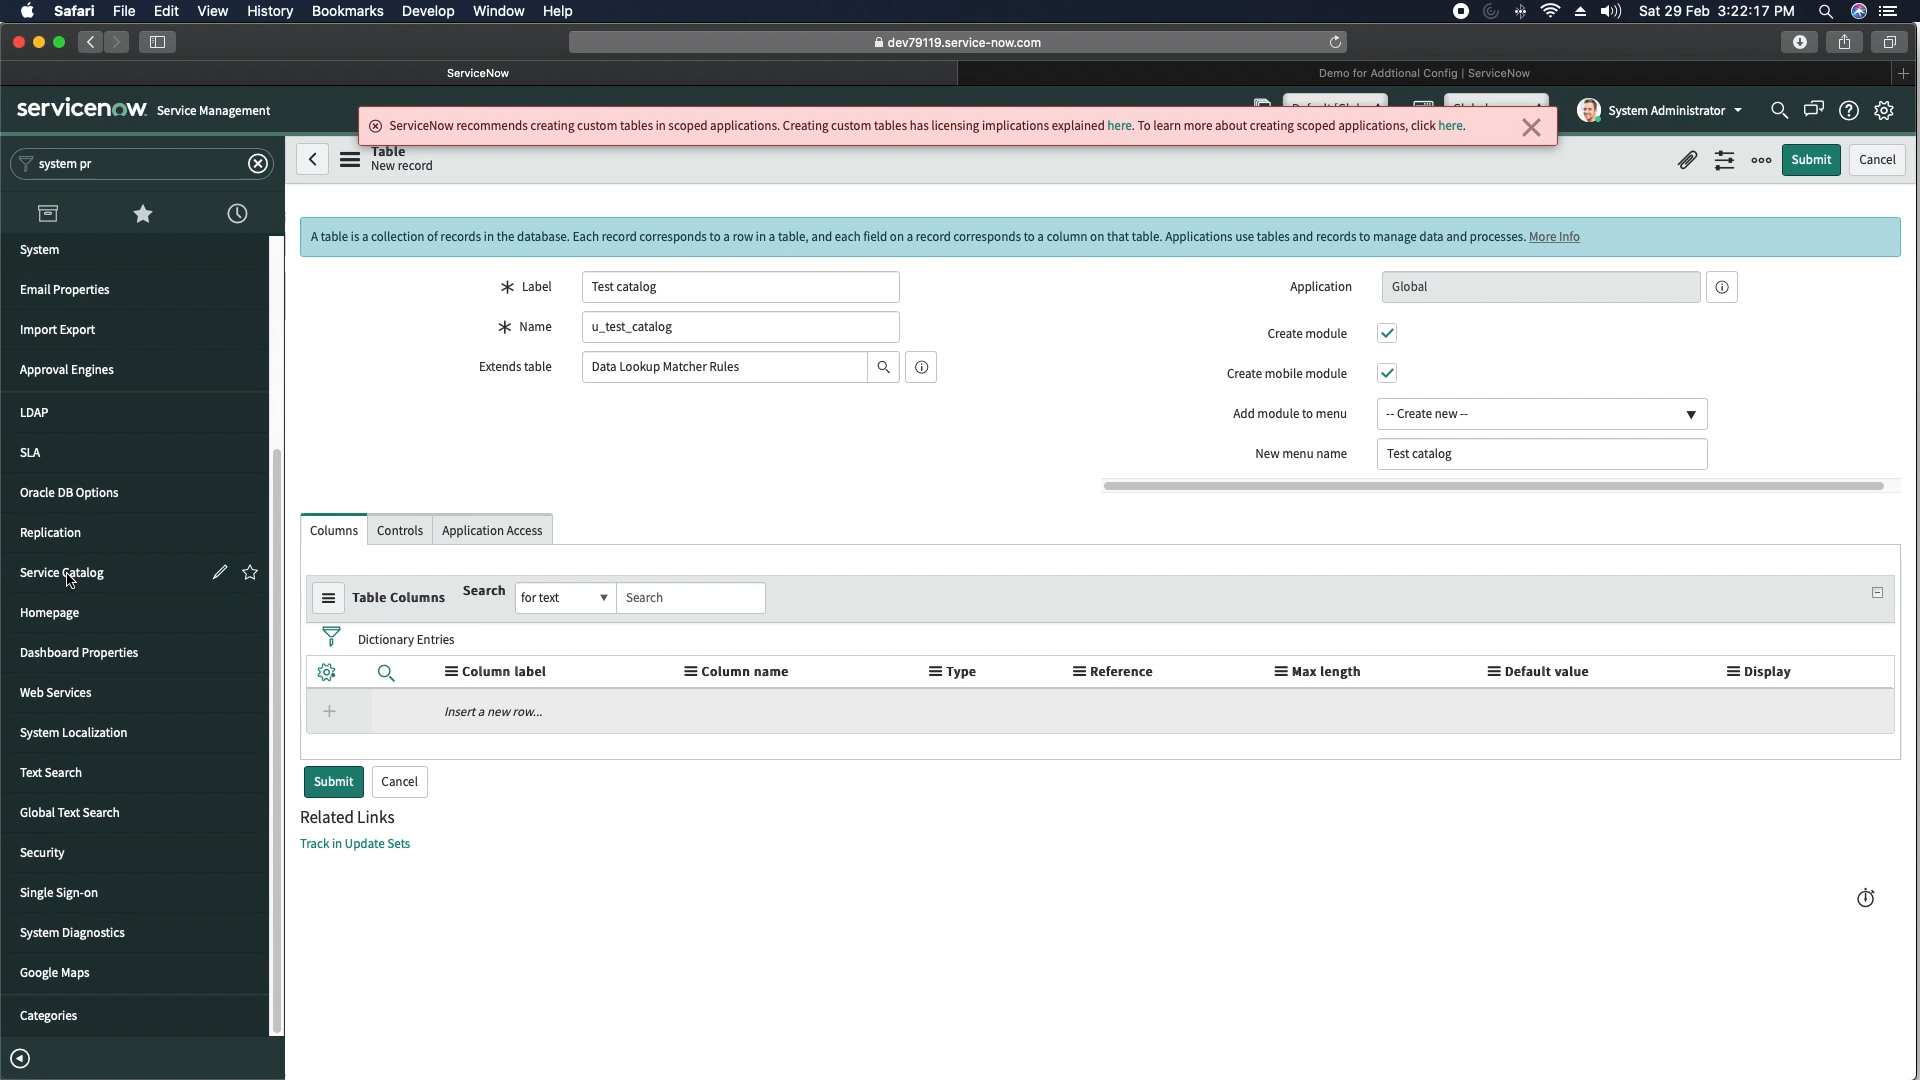 Safari File Edit View History Bookmarks Develop Window Help Sat 29 Feb 3:22:17 PM
dev79119.service-now.com
ServiceNow Demo for Addtional Config | ServiceNow
servicenow Service Management System Administrator
ServiceNow recommends creating custom tables in scoped applications. Creating custom tables has licensing implications explained here. To learn more about creating scoped applications, click here.
system pr
Table
New record
Submit Cancel
A table is a collection of records in the database. Each record corresponds to a row in a table, and each field on a record corresponds to a column on that table. Applications use tables and records to manage data and processes. More Info
System
Email Properties
Import Export
Approval Engines
LDAP
SLA
Oracle DB Options
Replication
Service Catalog
Homepage
Dashboard Properties
Web Services
System Localization
Text Search
Global Text Search
Security
Single Sign-on
System Diagnostics
Google Maps
Categories
Label Test catalog
Name u_test_catalog
Extends table Data Lookup Matcher Rules
Application Global
Create module
Create mobile module
Add module to menu -- Create new --
New menu name Test catalog
Columns Controls Application Access
Table Columns Search for text Search
Dictionary Entries
Column label Column name Type Reference Max length Default value Display
Insert a new row...
Submit Cancel
Related Links
Track in Update Sets